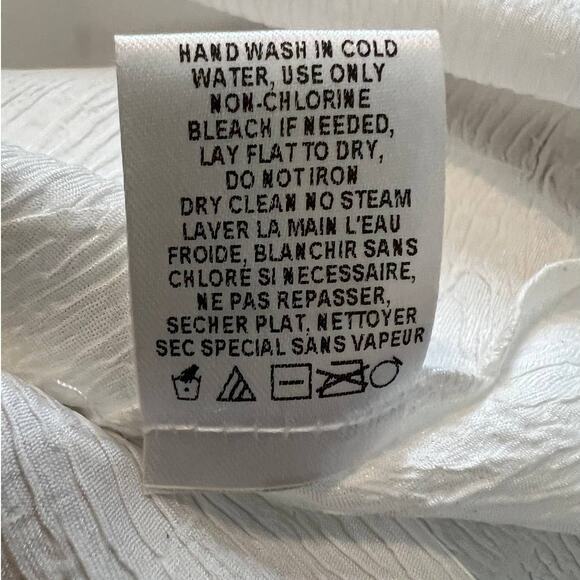 HAND WASH IN COLD
WATER, USE ONLY
NON-CHLORINE
BLEACH IF NEEDED,
LAY FLAT TO DRY,
DO NOT IRON
DRY CLEAN NO STEAM
LAVER LA MAIN L'EAU
FROIDE, BLANCHIR SANS
CHLORE SI NECESSAIRE,
NE PAS REPASSER,
SECHER PLAT, NETTOYER
SEC SPECIAL SANS VAPEUR